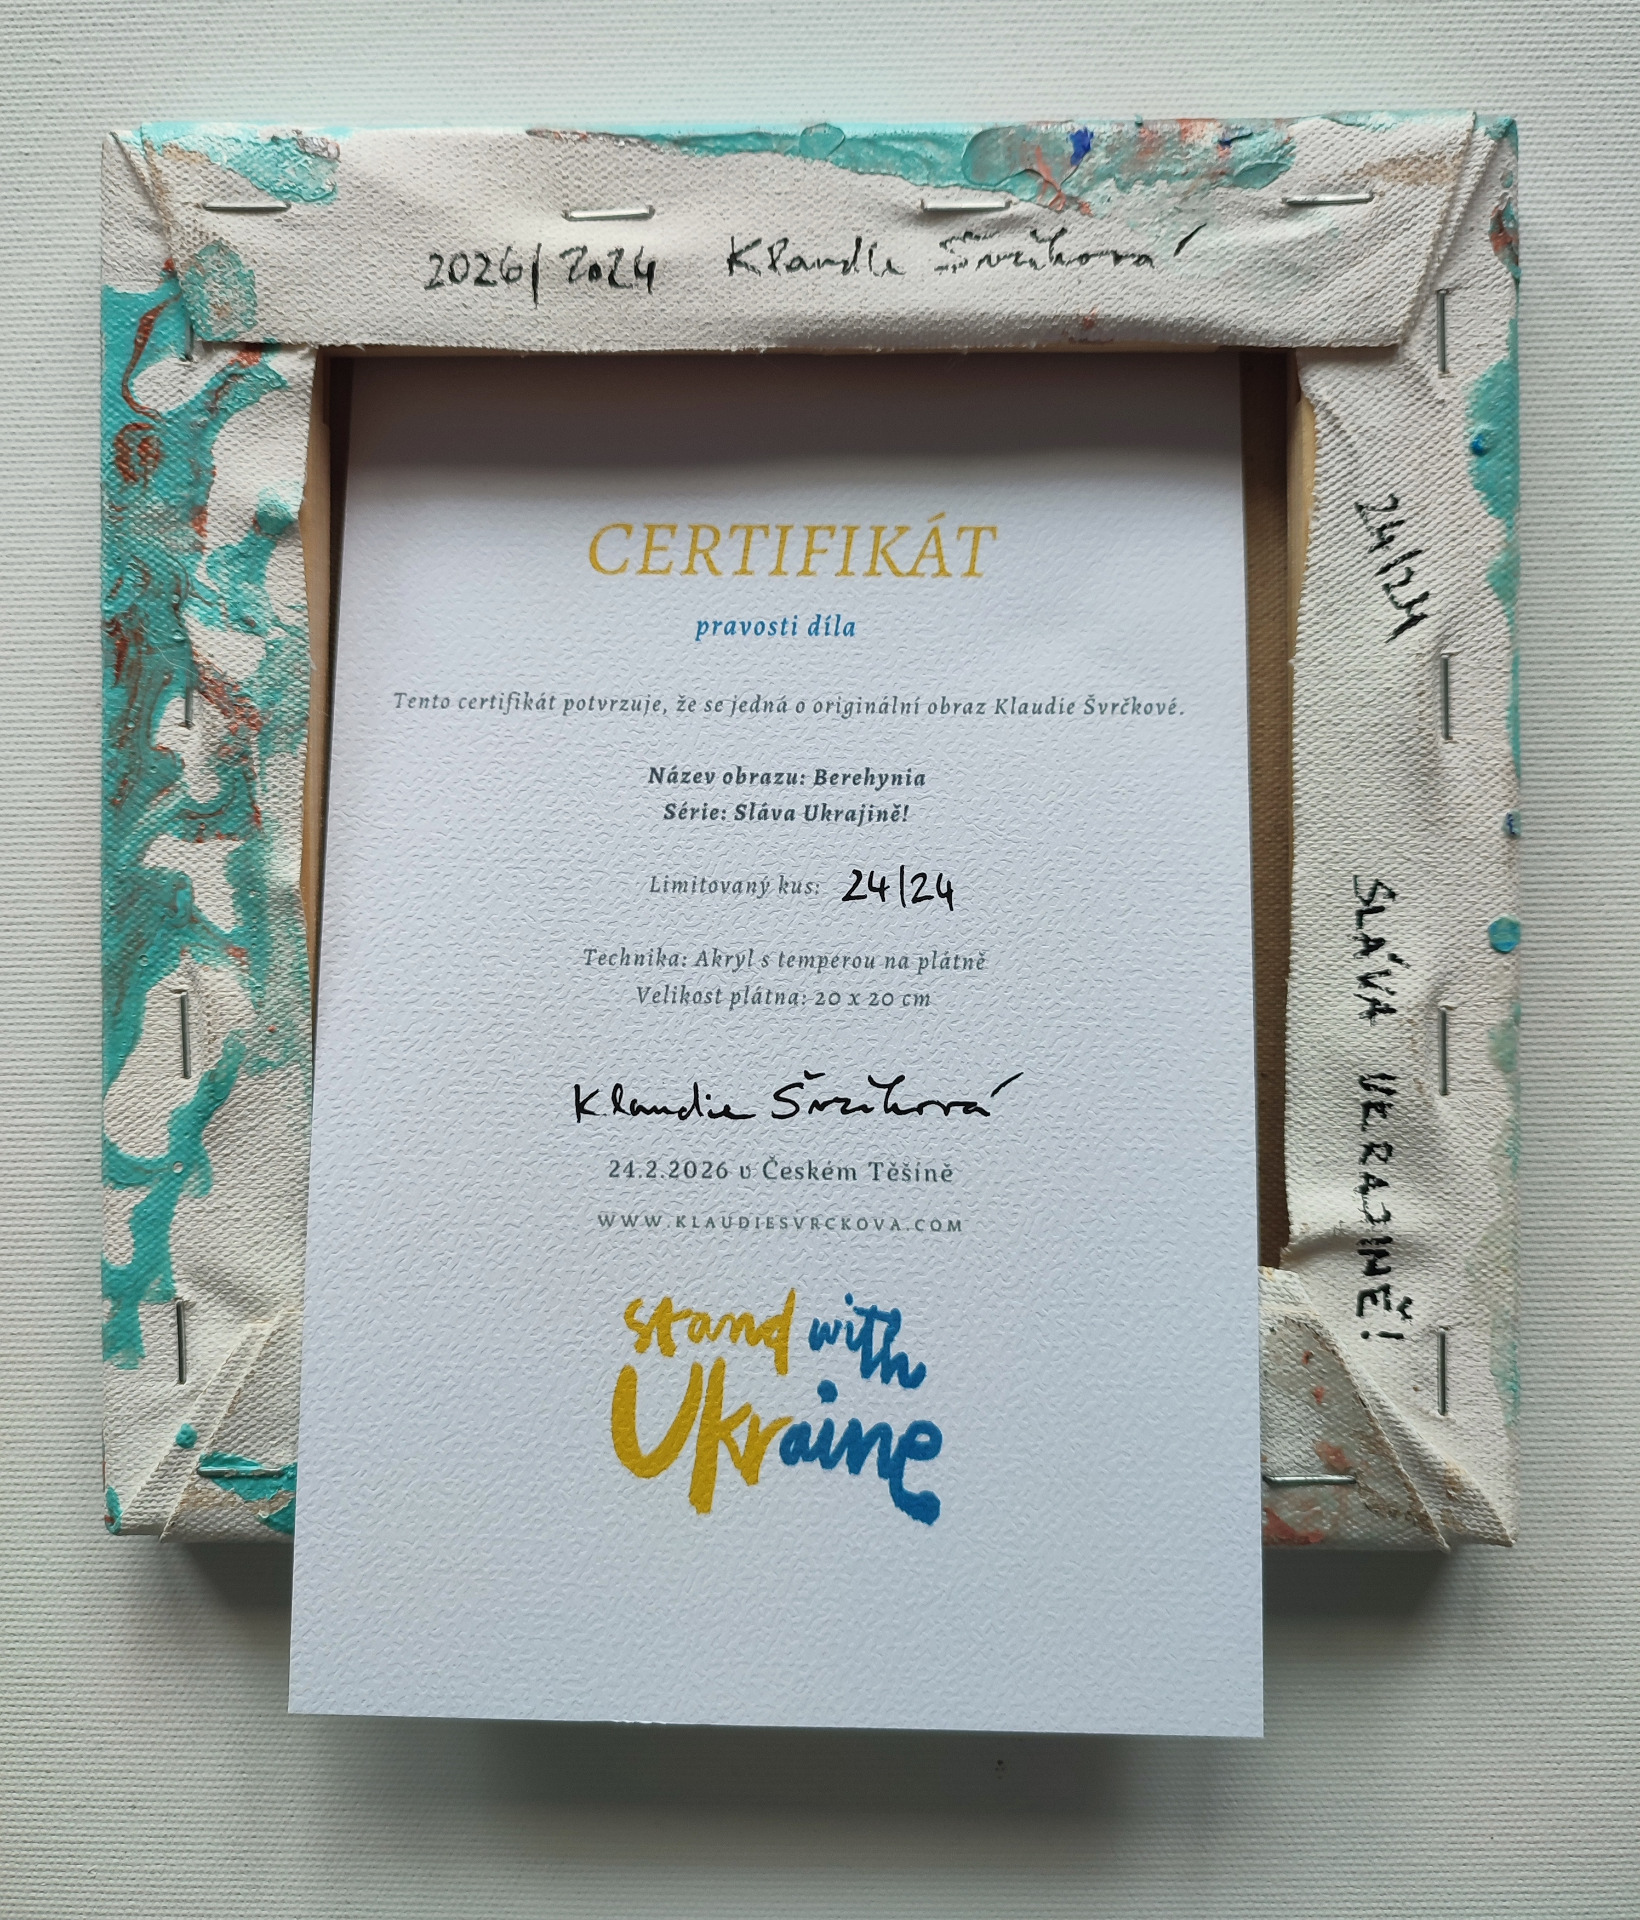 2026/2024 Klaudie Švrčková
CERTIFIKÁT
pravosti díla
Tento certifikát potvrzuje, že se jedná o originální obraz Klaudie Švrčkové.
Název obrazu: Berehynia
Série: Sláva Ukrajině!
Limitovaný kus: 24/24
Technika: Akryl s temperou na plátně
Velikost plátna: 20 x 20 cm
Klaudie Švrčková
24.2.2026 v Českém Těšíně
WWW.KLAUDIESVRCKOVA.COM
stand with
Ukraine
24/24
SLÁVA UKRAJINĚ!